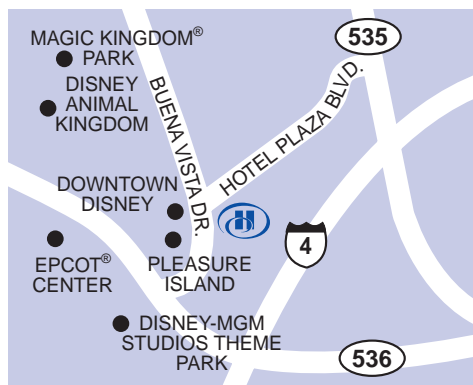 MAGIC KINGDOM®
PARK
535
DISNEY
ANIMAL
KINGDOM
BUENA VISTA DR.
HOTEL PLAZA BLVD.
DOWNTOWN
DISNEY
H
4
EPCOT®
CENTER
PLEASURE
ISLAND
DISNEY-MGM
STUDIOS THEME
PARK
536